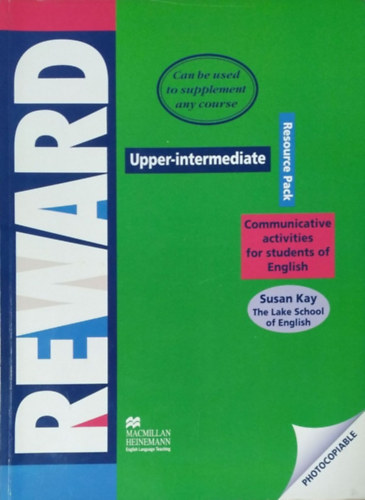 REWARD
Can be used
to supplement
any course
Upper-intermediate
Resource Pack
Communicative
activities
for students of
English
Susan Kay
The Lake School
of English
MACMILLAN
HEINEMANN
English Language Teaching
PHOTOCOPIABLE